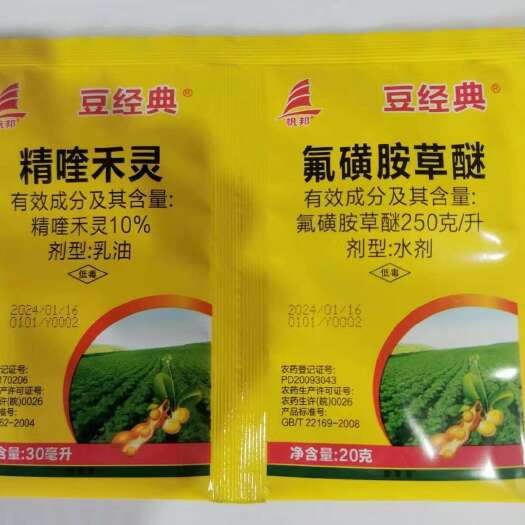 帆邦
豆经典®
精喹禾灵
有效成分及其含量:
精喹禾灵10%
剂型:乳油
低毒
2024/01/16
0101/Y0002
记证号:
170206
产许可证号:
许(皖)0026
准号:
62-2004
含量:30毫升
帆邦
豆经典®
氟磺胺草醚
有效成分及其含量:
氟磺胺草醚250克/升
剂型:水剂
低毒
2024/01/16
0101/Y0002
农药登记证号:
PD20093043
农药生产许可证号:
农药生许(皖)0026
产品标准号:
GB/T 22169-2008
净含量:20克